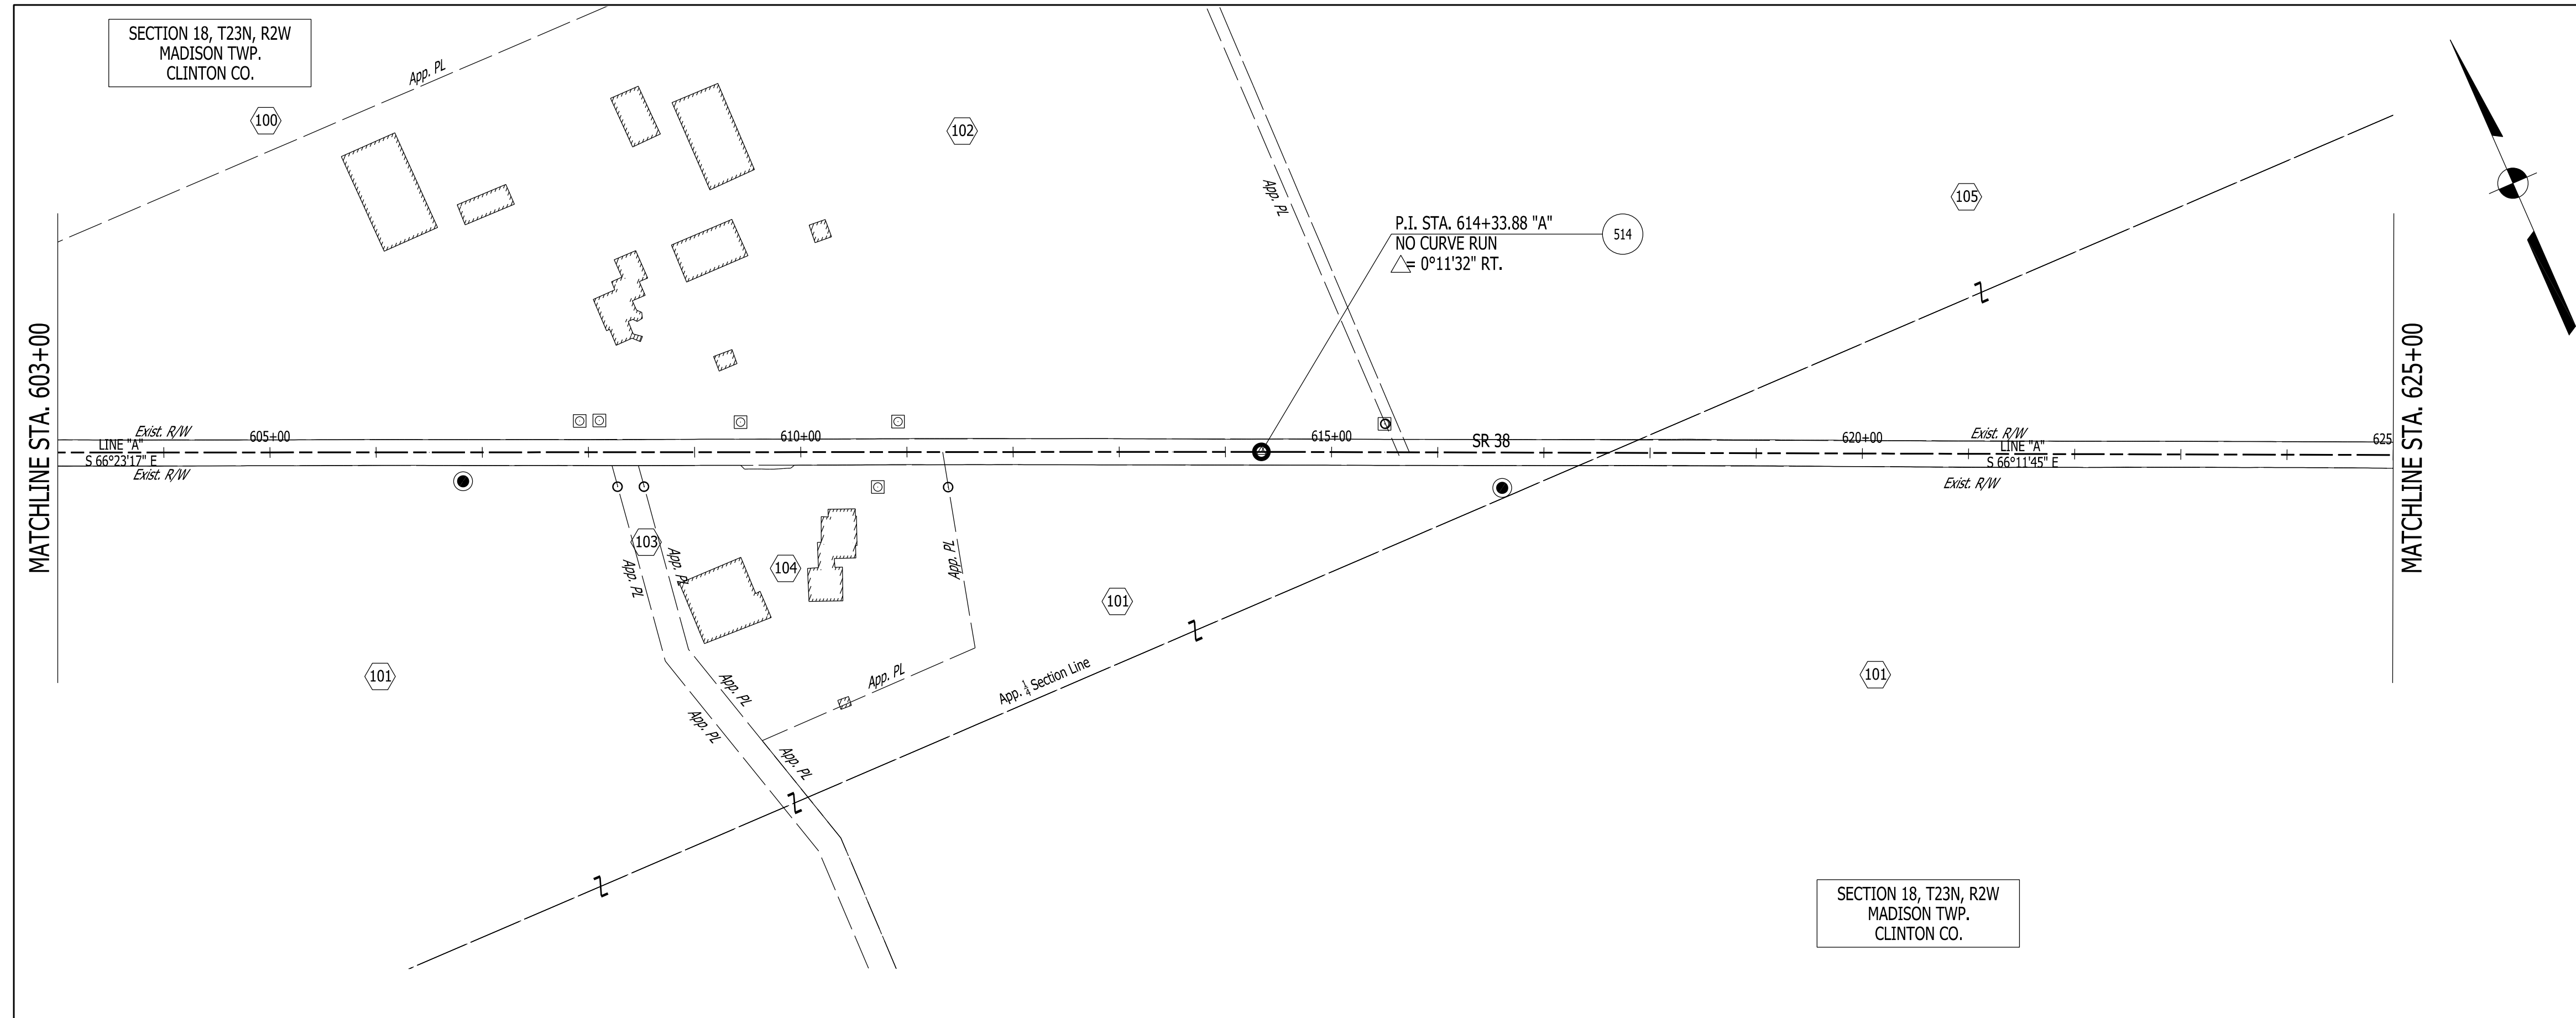 SECTION 18, T23N, R2W
MADISON TWP.
CLINTON CO.
App. PL
100
102
App. PL
105
P.I. STA. 614+33.88 "A"
514
NO CURVE RUN
△= 0°11'32" RT.
MATCHLINE STA. 603+00
MATCHLINE STA. 625+00
Exist. R/W
605+00
610+00
615+00
SR 38
620+00
Exist. R/W
625
LINE "A"
LINE "A"
S 66°23'17" E
S 66°11'45" E
Exist. R/W
Exist. R/W
103
App. PL
App. PL
104
App. PL
101
101
App. PL
App. PL
App. PL
App. PL
App. 1/4 Section Line
101
SECTION 18, T23N, R2W
MADISON TWP.
CLINTON CO.